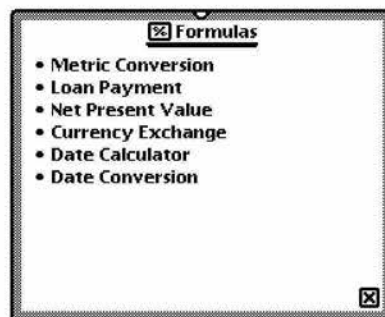 Formulas
• Metric Conversion
• Loan Payment
• Net Present Value
• Currency Exchange
• Date Calculator
• Date Conversion